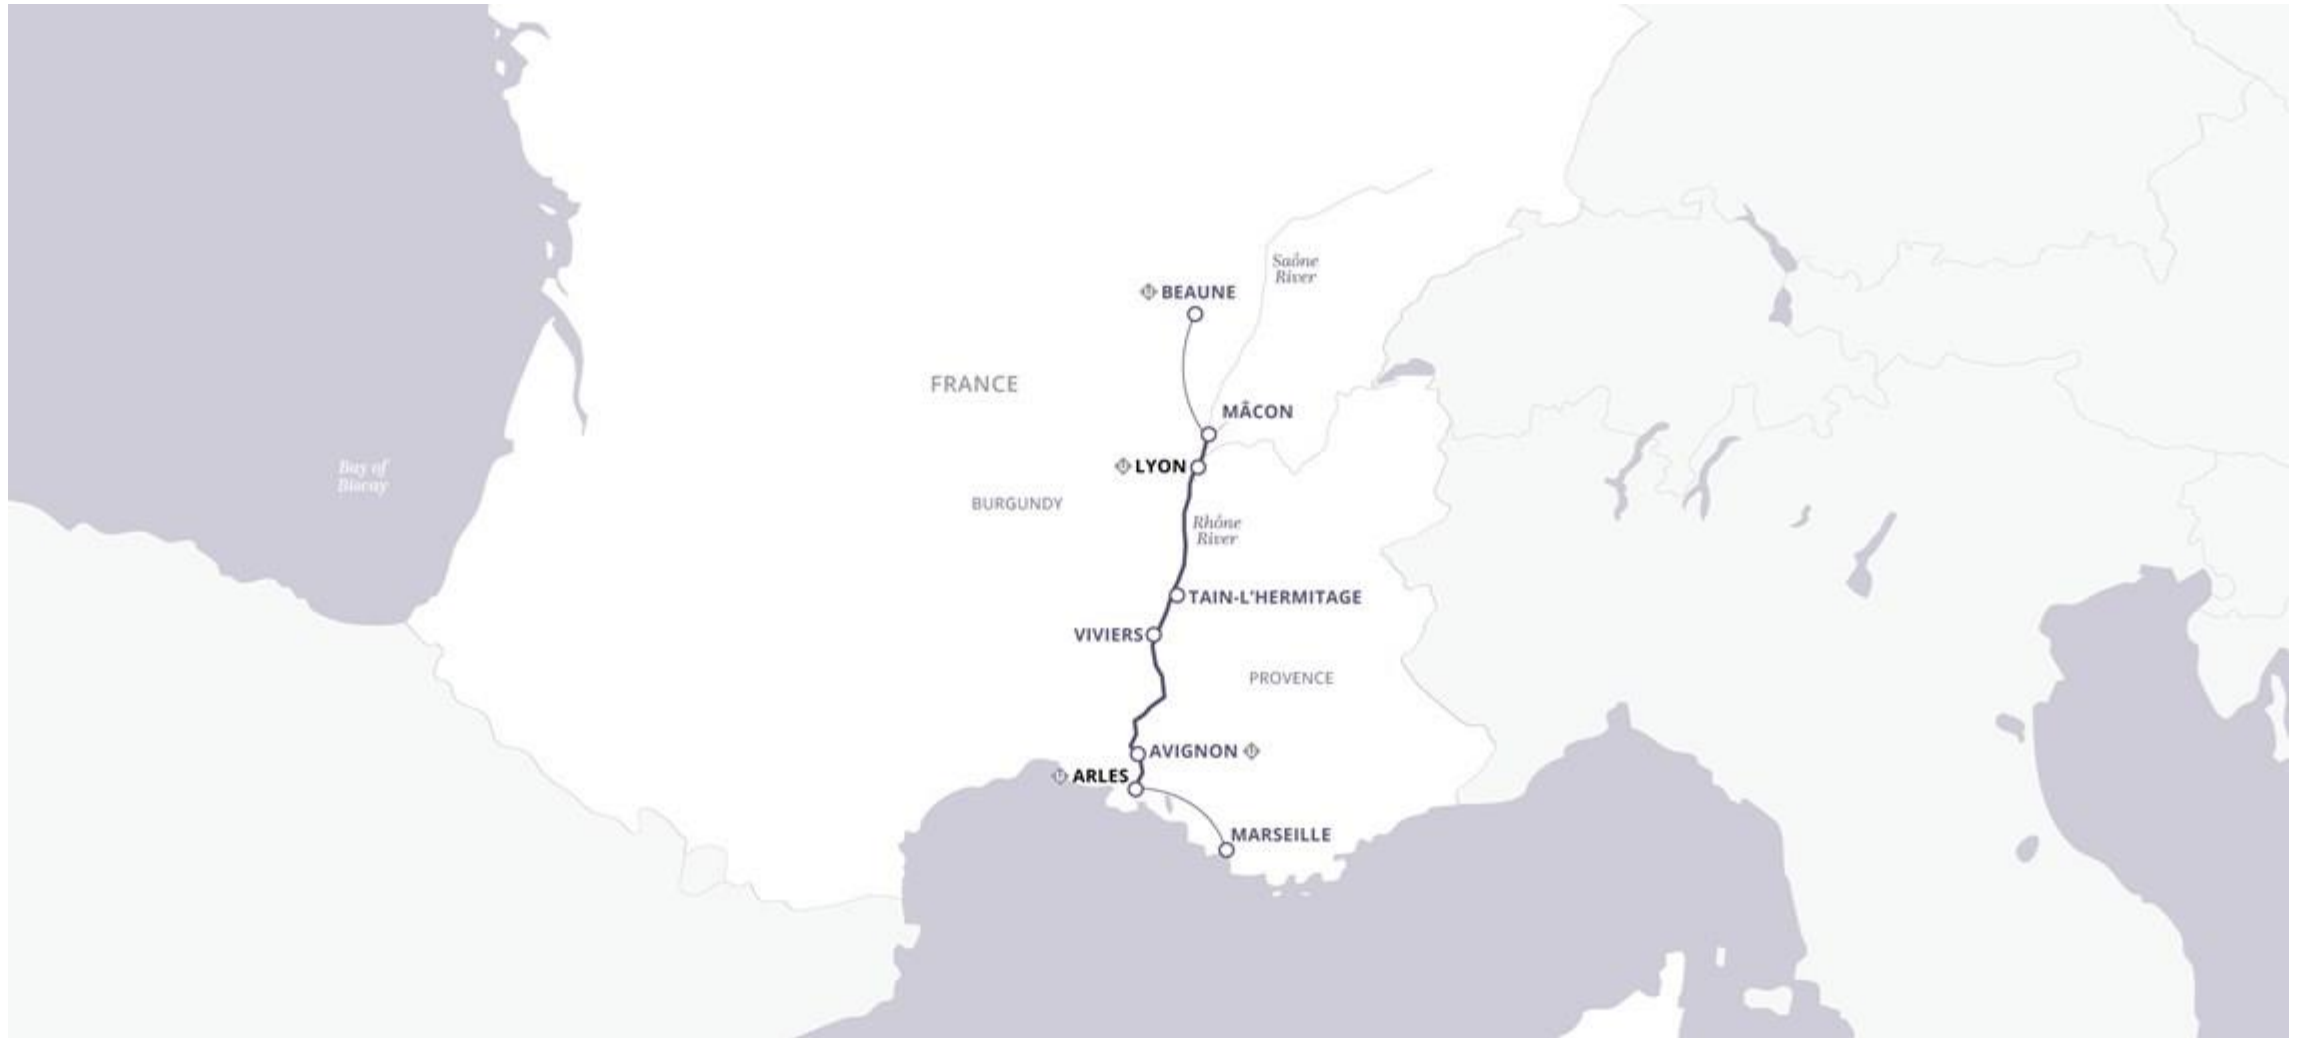 Saône
River
BEAUNE
FRANCE
MÂCON
LYON
Bay of
Biscay
BURGUNDY
Rhône
River
TAIN-L'HERMITAGE
VIVIERS
PROVENCE
AVIGNON
ARLES
MARSEILLE